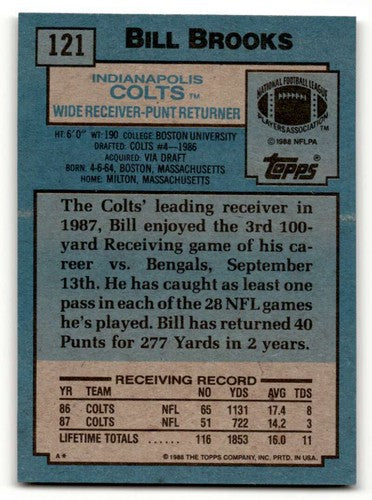 121 BILL BROOKS
INDIANAPOLIS
COLTS TM
WIDE RECEIVER-PUNT RETURNER
NATIONAL FOOTBALL LEAGUE
PLAYERS ASSOCIATION
©1988 NFLPA
Topps®
HT: 6'0" WT: 190 COLLEGE: BOSTON UNIVERSITY
DRAFTED: COLTS #4—1986
ACQUIRED: VIA DRAFT
BORN: 4-6-64, BOSTON, MASSACHUSETTS
HOME: MILTON, MASSACHUSETTS
The Colts' leading receiver in
1987, Bill enjoyed the 3rd 100-
yard Receiving game of his ca-
reer vs. Bengals, September
13th. He has caught as least one
pass in each of the 28 NFL games
he's played. Bill has returned 40
Punts for 277 Yards in 2 years.
RECEIVING RECORD
YR TEAM NO YDS AVG TDS
86 COLTS NFL 65 1131 17.4 8
87 COLTS NFL 51 722 14.2 3
LIFETIME TOTALS ..... 116 1853 16.0 11
A* ©1988 THE TOPPS COMPANY, INC. PRTD. IN USA.